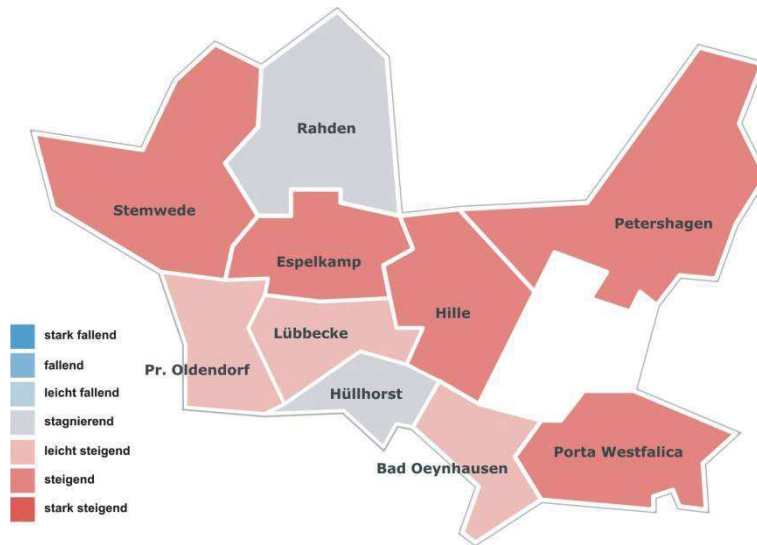 Rahden
Stemwede
Petershagen
Espelkamp
Hille
Lübbecke
Pr. Oldendorf
Hüllhorst
Bad Oeynhausen
Porta Westfalica
stark fallend
fallend
leicht fallend
stagnierend
leicht steigend
steigend
stark steigend